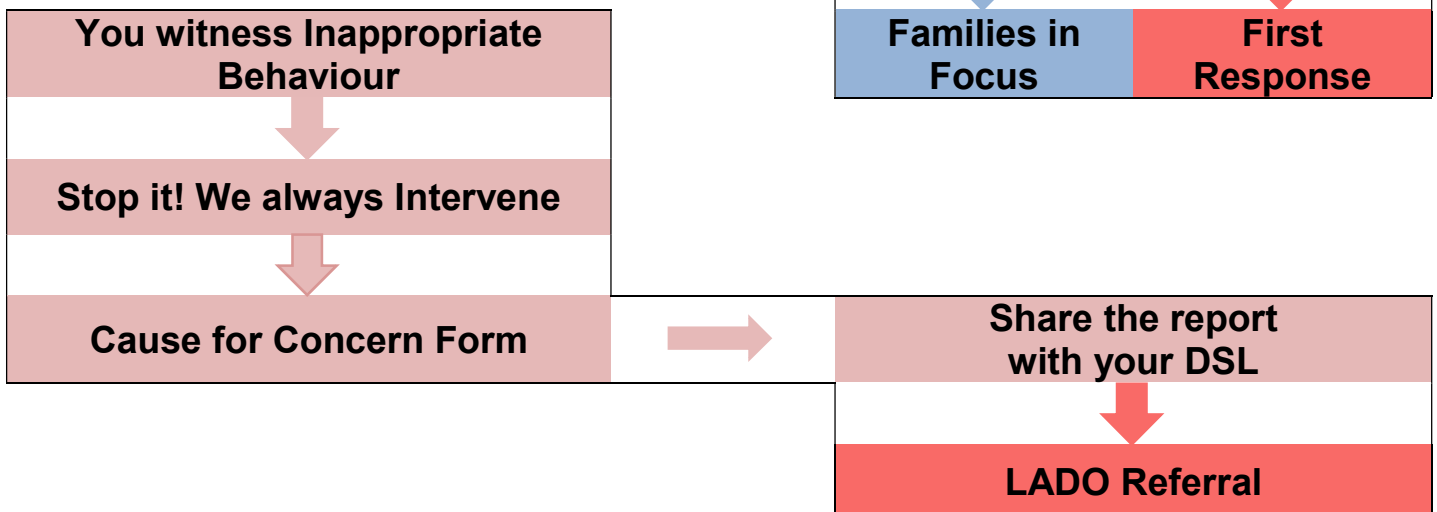 You witness Inappropriate
Behaviour
Families in
Focus
First
Response
Stop it! We always Intervene
Cause for Concern Form
Share the report
with your DSL
LADO Referral